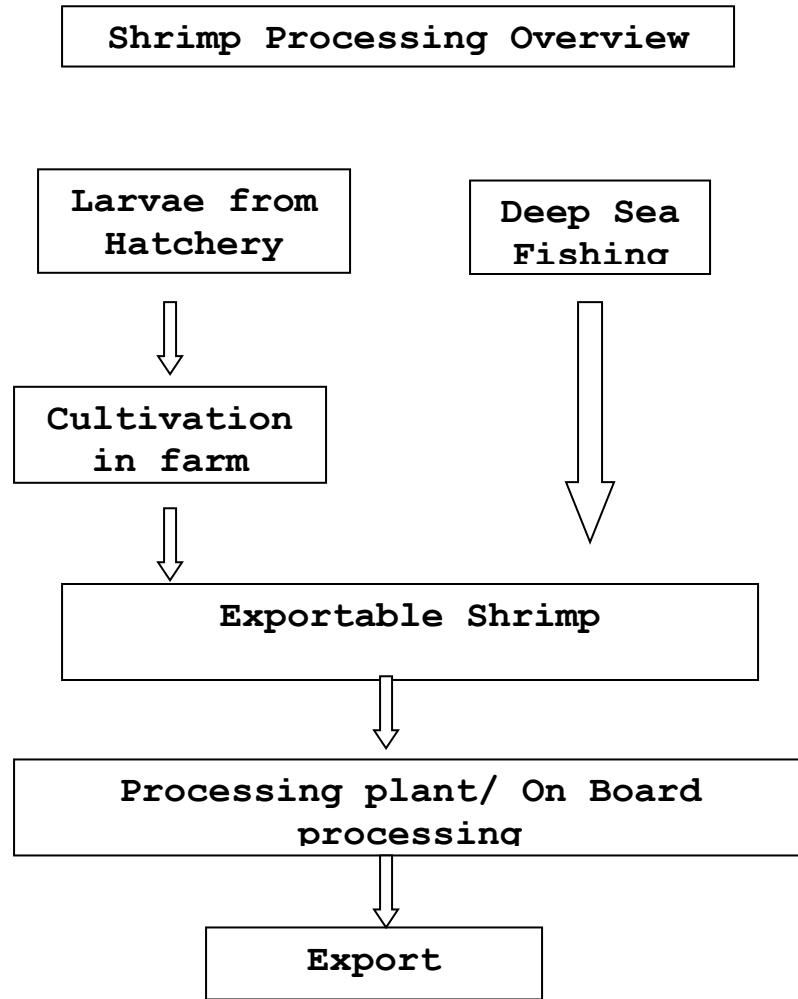 Shrimp Processing Overview
Larvae from
Hatchery
Deep Sea
Fishing
Cultivation
in farm
Exportable Shrimp
Processing plant/ On Board
processing
Export